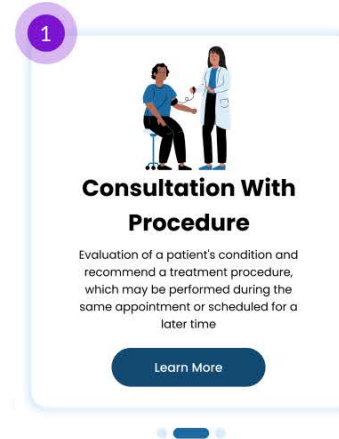 1
Consultation With
Procedure
Evaluation of a patient's condition and
recommend a treatment procedure,
which may be performed during the
same appointment or scheduled for a
later time
Learn More